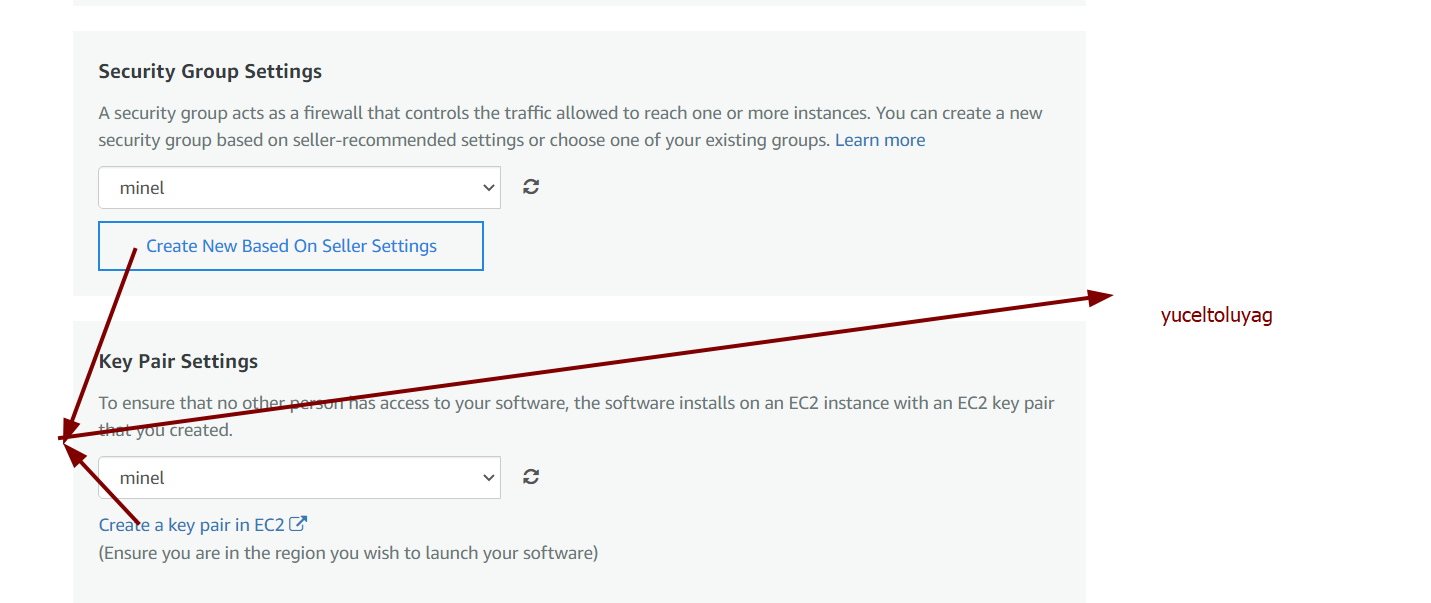 Security Group Settings
A security group acts as a firewall that controls the traffic allowed to reach one or more instances. You can create a new
security group based on seller-recommended settings or choose one of your existing groups. Learn more
minel
Create New Based On Seller Settings
yuceltoluyag
Key Pair Settings
To ensure that no other person has access to your software, the software installs on an EC2 instance with an EC2 key pair
that you created.
minel
Create a key pair in EC2
(Ensure you are in the region you wish to launch your software)